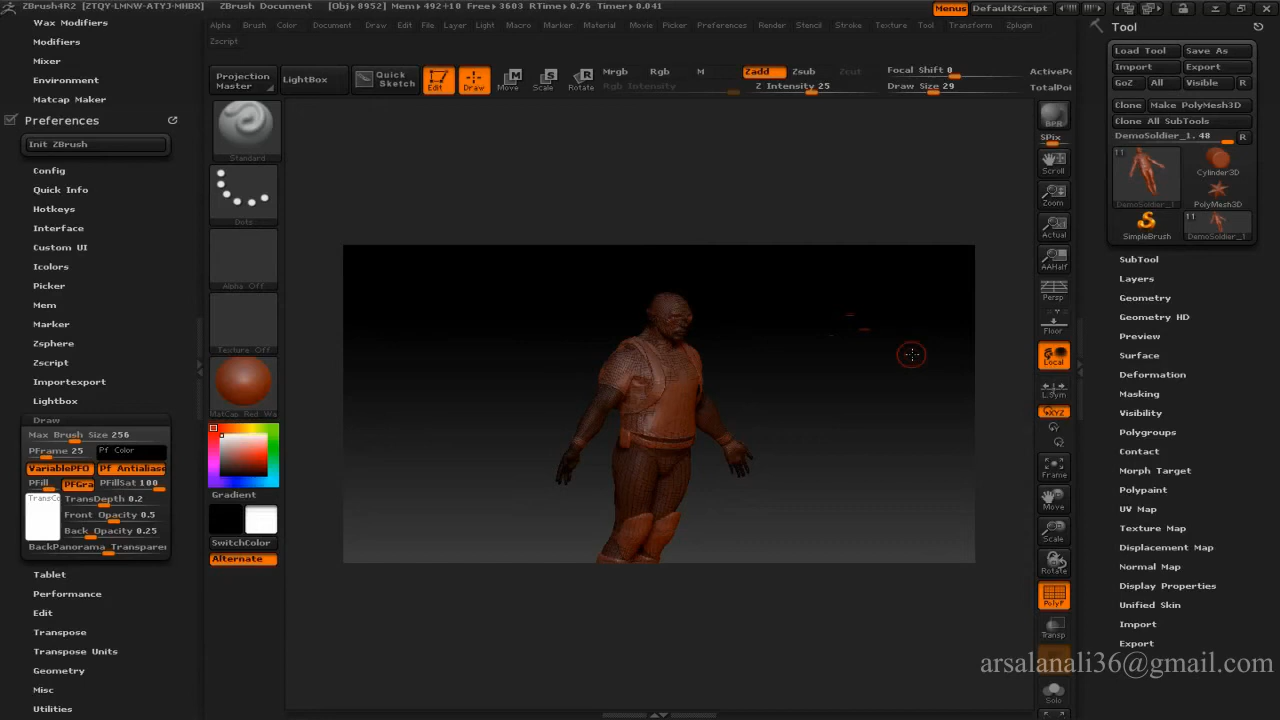 ZBrush4R2 [ZTQY-LMNW-ATYJ-MHBX] ZBrush Document [Obj▸8952] Mem▸492+10 Free▸3603 RTime▸0.76 Timer▸0.041
Menus DefaultZScript
Wax Modifiers
Modifiers
Mixer
Environment
Matcap Maker
Preferences
Init ZBrush
Config
Quick Info
Hotkeys
Interface
Custom UI
Icolors
Picker
Mem
Marker
Zsphere
Zscript
Importexport
Lightbox
Draw
Max Brush Size 256
PFrame 25 Pf Color
VariablePFO Pf Antialiase
PFill PFGra PFillSat 100
TransCo TransDepth 0.2
Front Opacity 0.5
Back Opacity 0.25
BackPanorama Transparen
Tablet
Performance
Edit
Transpose
Transpose Units
Geometry
Misc
Utilities
Alpha Brush Color Document Draw Edit File Layer Light Macro Marker Material Movie Picker Preferences Render Stencil Stroke Texture Tool Transform Zplugin
Zscript
Projection
Master
LightBox
Quick
Sketch
Edit Draw Move Scale Rotate
Mrgb Rgb M
Rgb Intensity
Zadd Zsub Zcut
Z Intensity 25
Focal Shift 0
Draw Size 29
ActivePo
TotalPoi
Standard
Dots
Alpha Off
Texture Off
MatCap Red Wa
Gradient
SwitchColor
Alternate
BPR
SPix
Scroll
Zoom
Actual
AAHalf
Persp
Floor
Local
L.Sym
XYZ
Frame
Move
Scale
Rotate
PolyF
Transp
Solo
Tool
Load Tool Save As
Import Export
GoZ All Visible R
Clone Make PolyMesh3D
Clone All SubTools
DemoSoldier_1. 48 R
11
Cylinder3D
DemoSoldier_1 PolyMesh3D
11
SimpleBrush DemoSoldier_1
SubTool
Layers
Geometry
Geometry HD
Preview
Surface
Deformation
Masking
Visibility
Polygroups
Contact
Morph Target
Polypaint
UV Map
Texture Map
Displacement Map
Normal Map
Display Properties
Unified Skin
Import
Export
arsalanali36@gmail.com